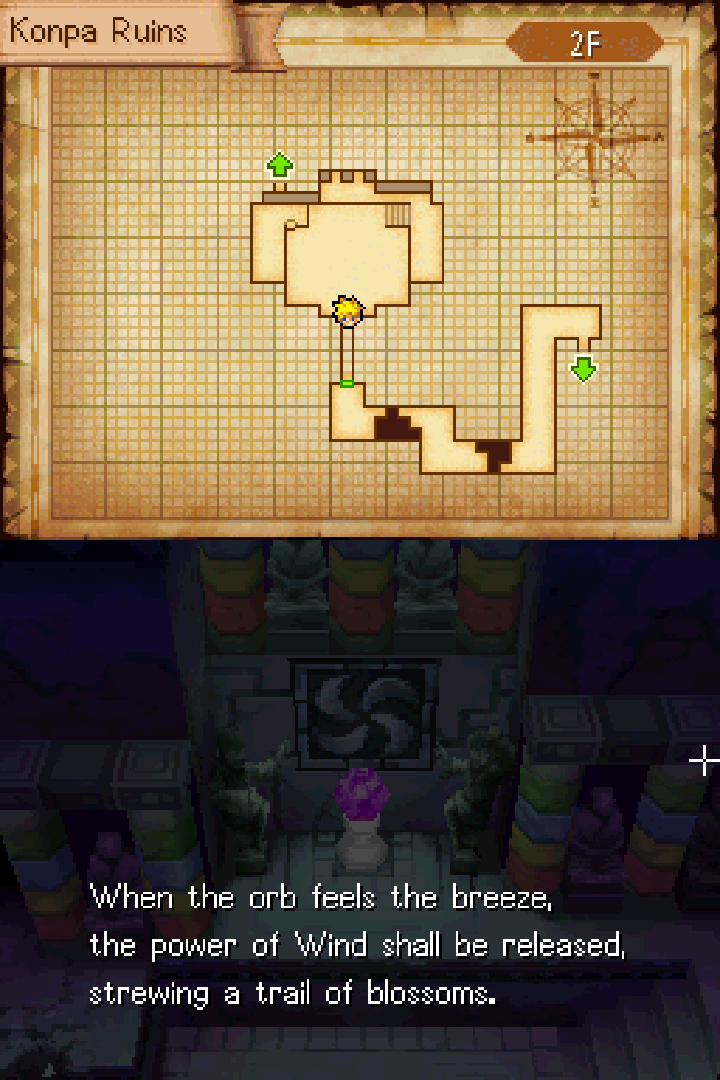 Konpa Ruins
2F
When the orb feels the breeze,
the power of Wind shall be released,
strewing a trail of blossoms.